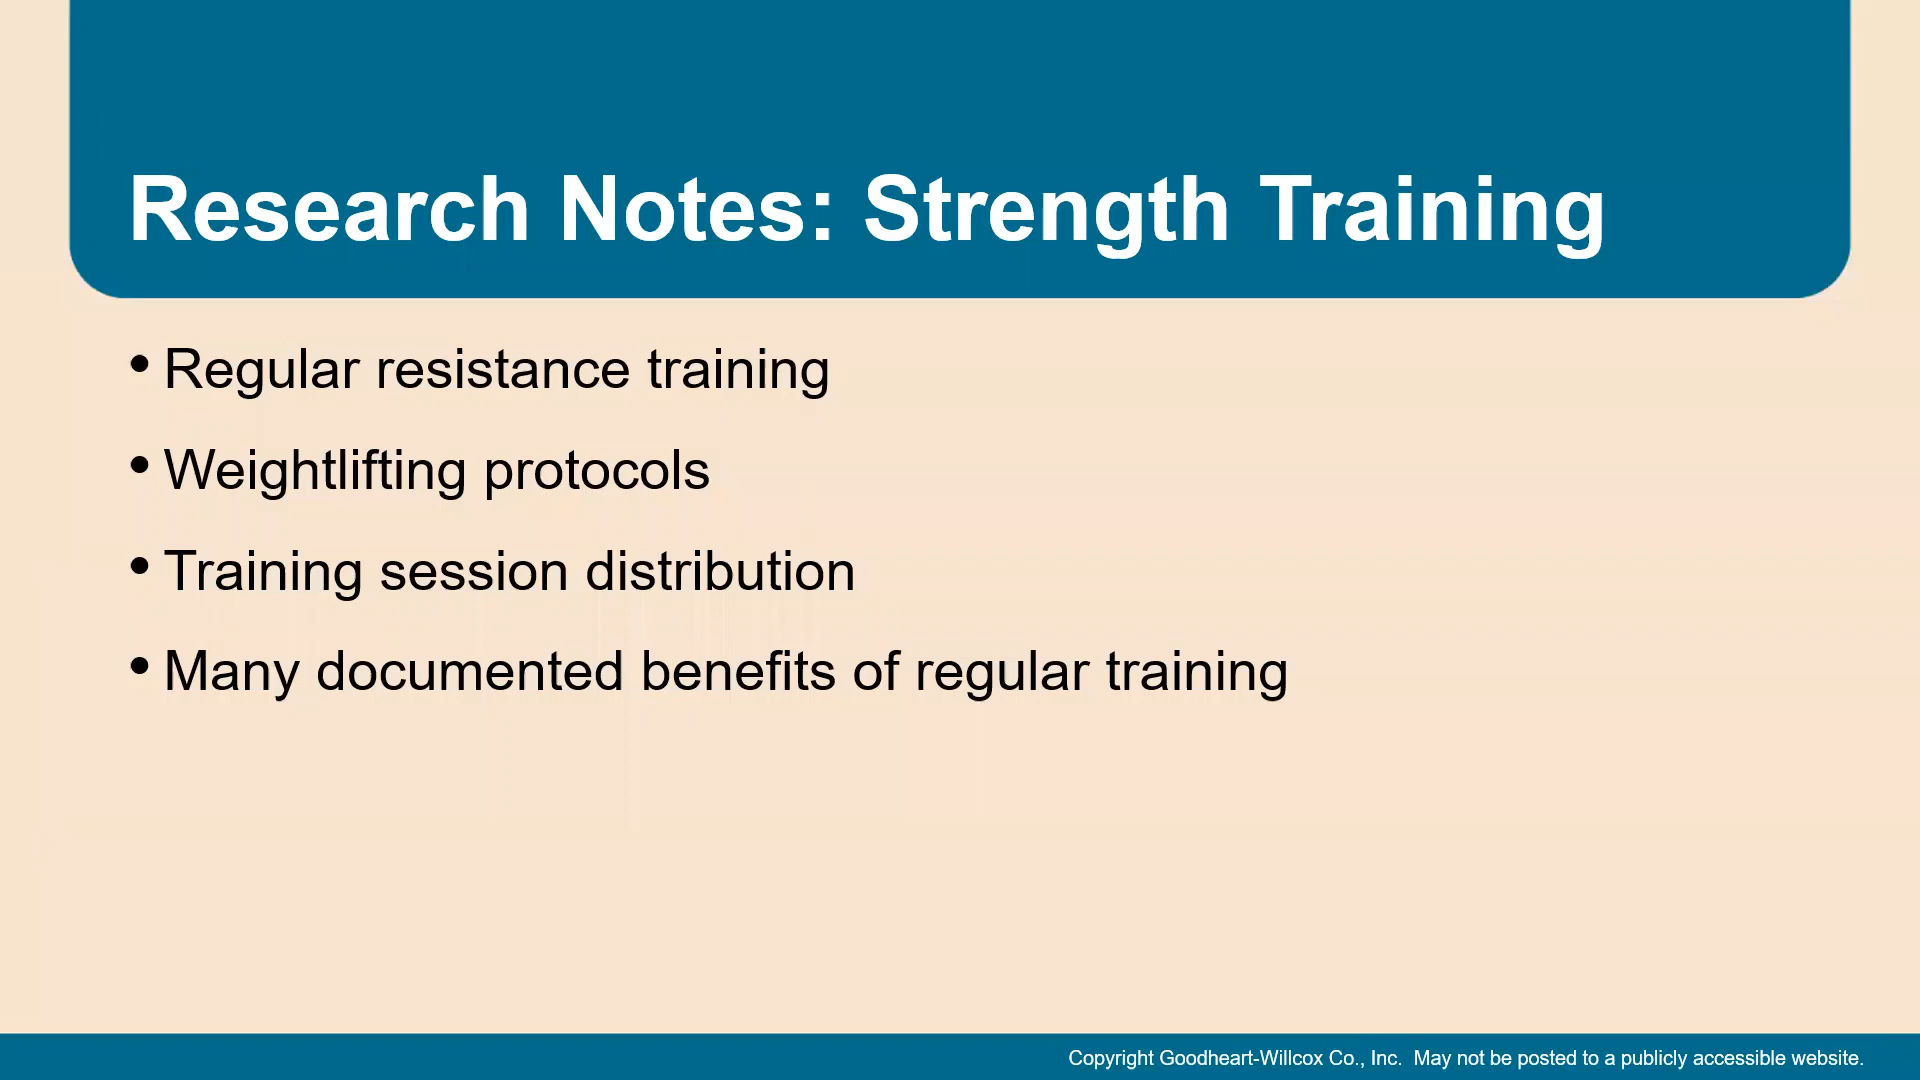 Research Notes: Strength Training
• Regular resistance training
• Weightlifting protocols
• Training session distribution
• Many documented benefits of regular training
Copyright Goodheart-Willcox Co., Inc.  May not be posted to a publicly accessible website.